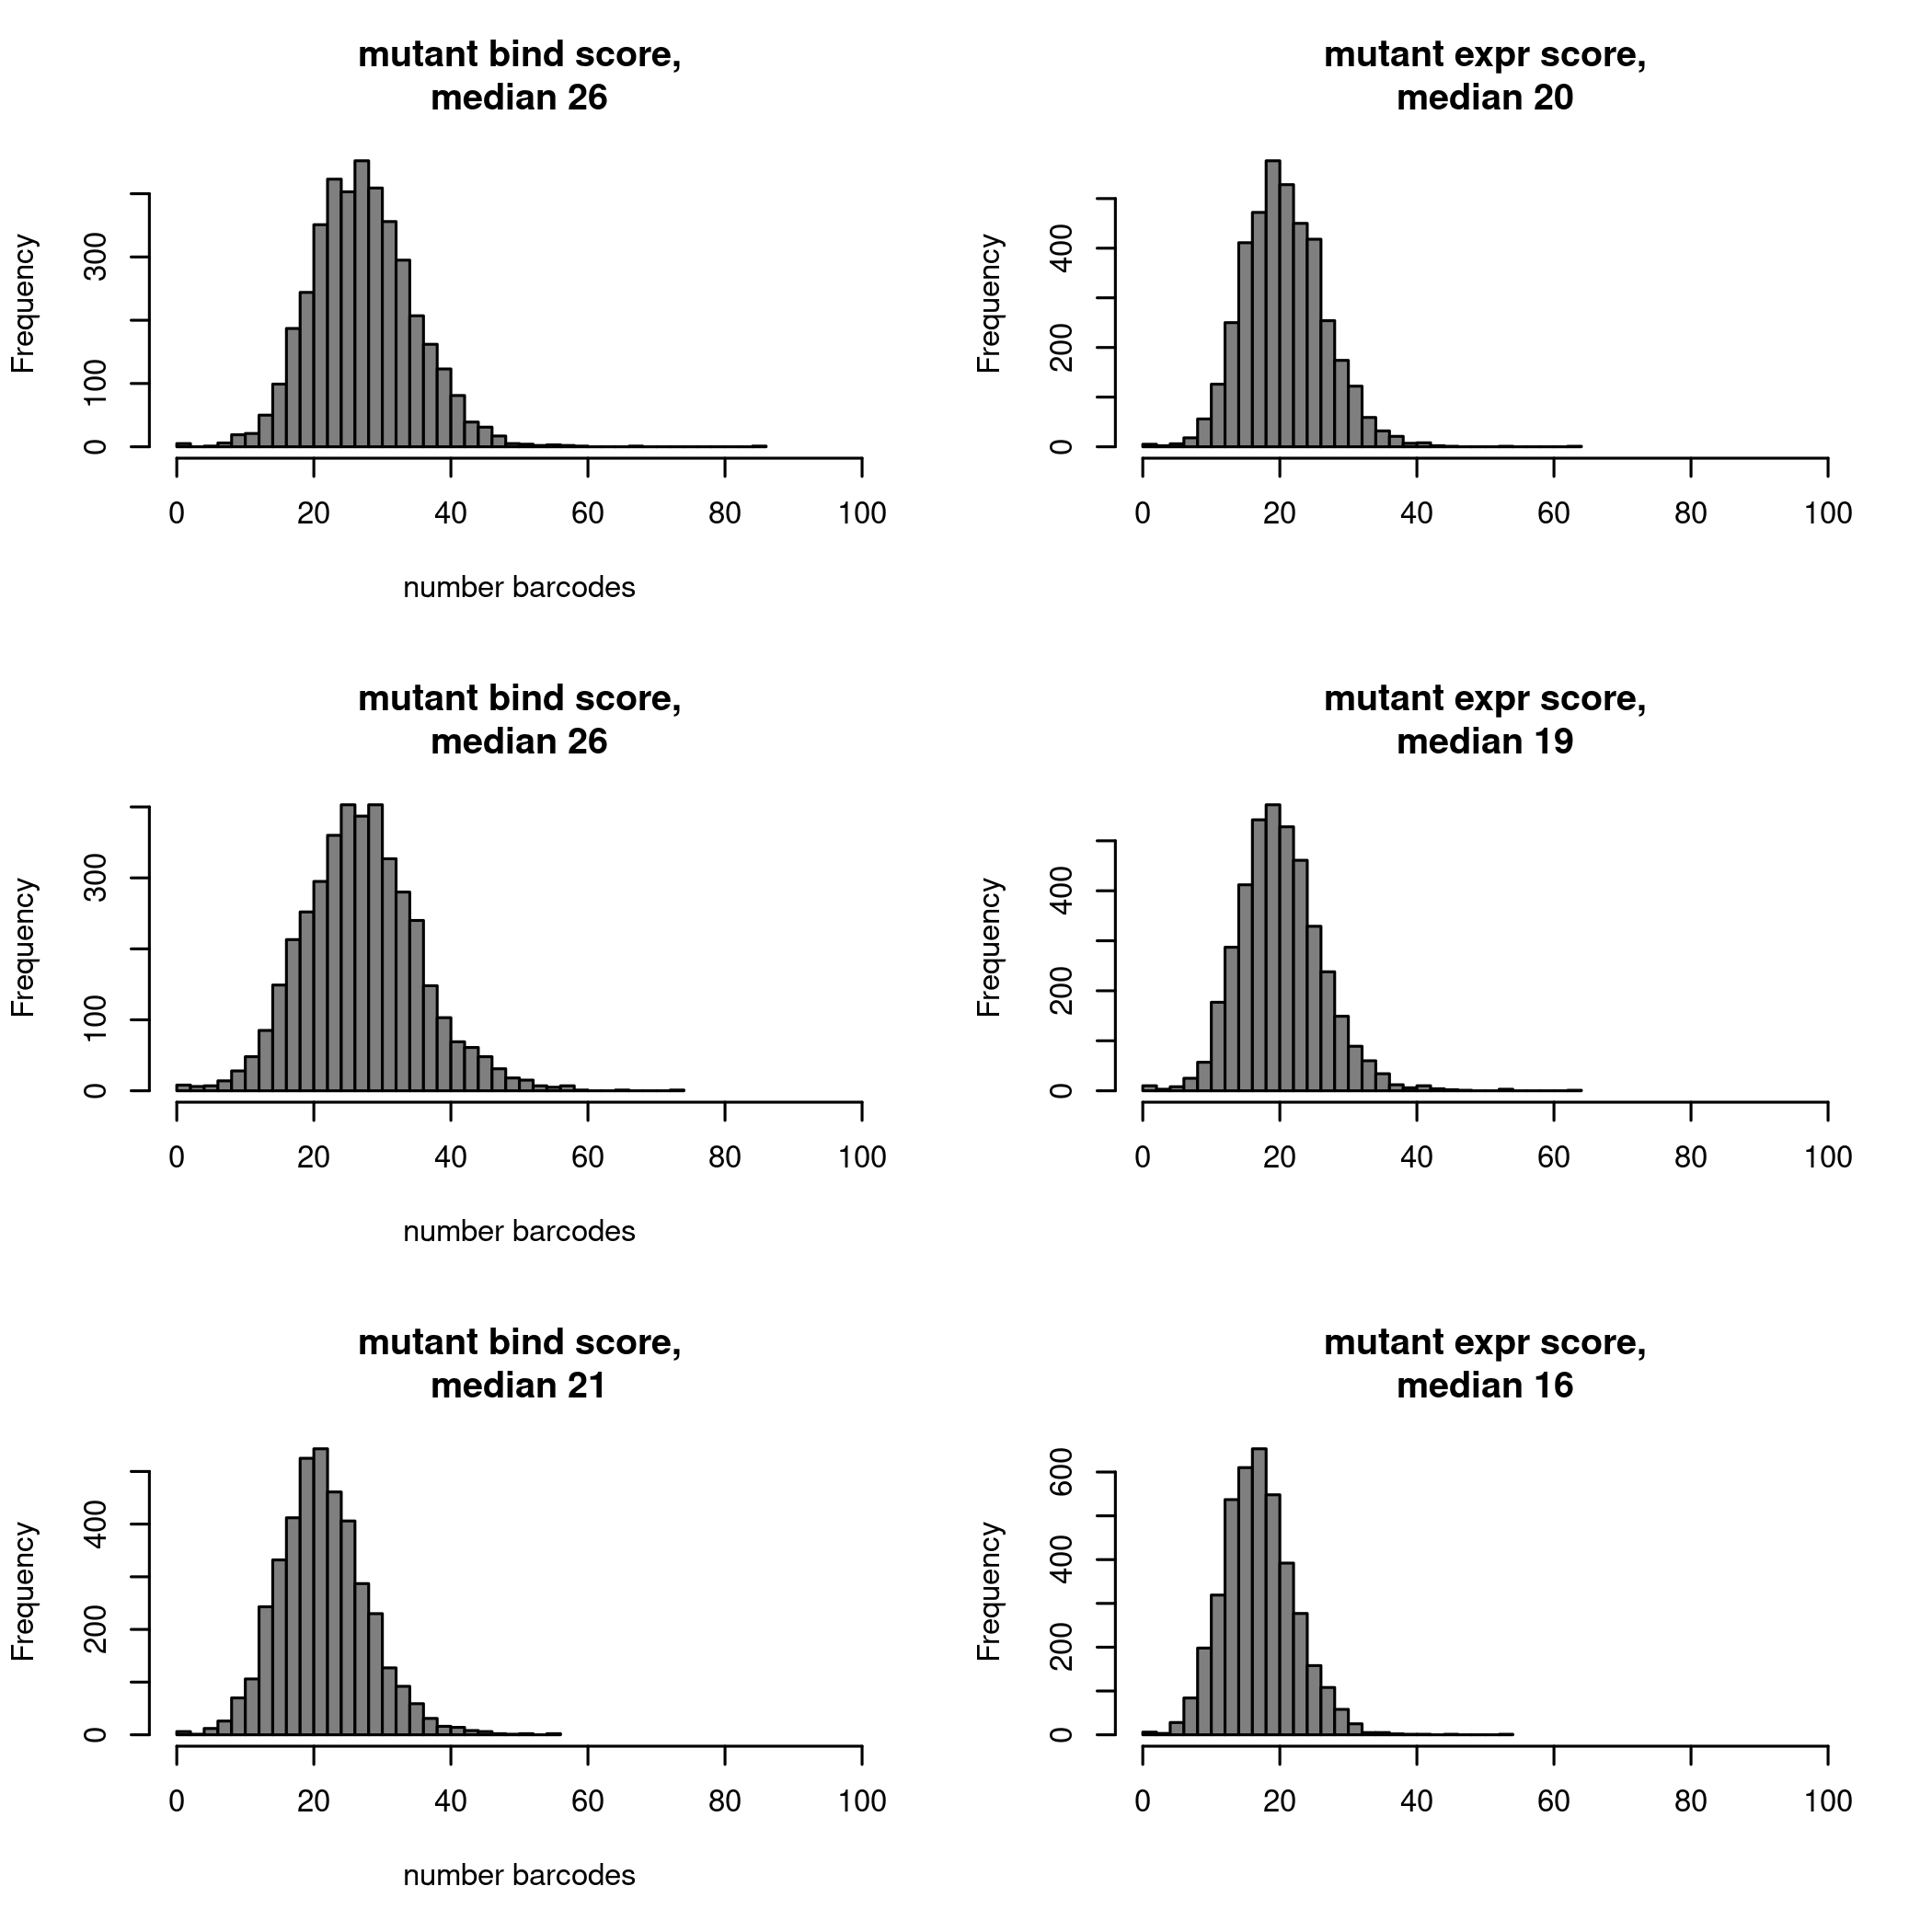 mutant bind score,
median 26
Frequency
0
100
300
0 20 40 60 80 100
number barcodes
mutant expr score,
median 20
Frequency
0
200
400
0 20 40 60 80 100
mutant bind score,
median 26
Frequency
0
100
300
0 20 40 60 80 100
number barcodes
mutant expr score,
median 19
Frequency
0
200
400
0 20 40 60 80 100
mutant bind score,
median 21
Frequency
0
200
400
0 20 40 60 80 100
number barcodes
mutant expr score,
median 16
Frequency
0
200
400
600
0 20 40 60 80 100